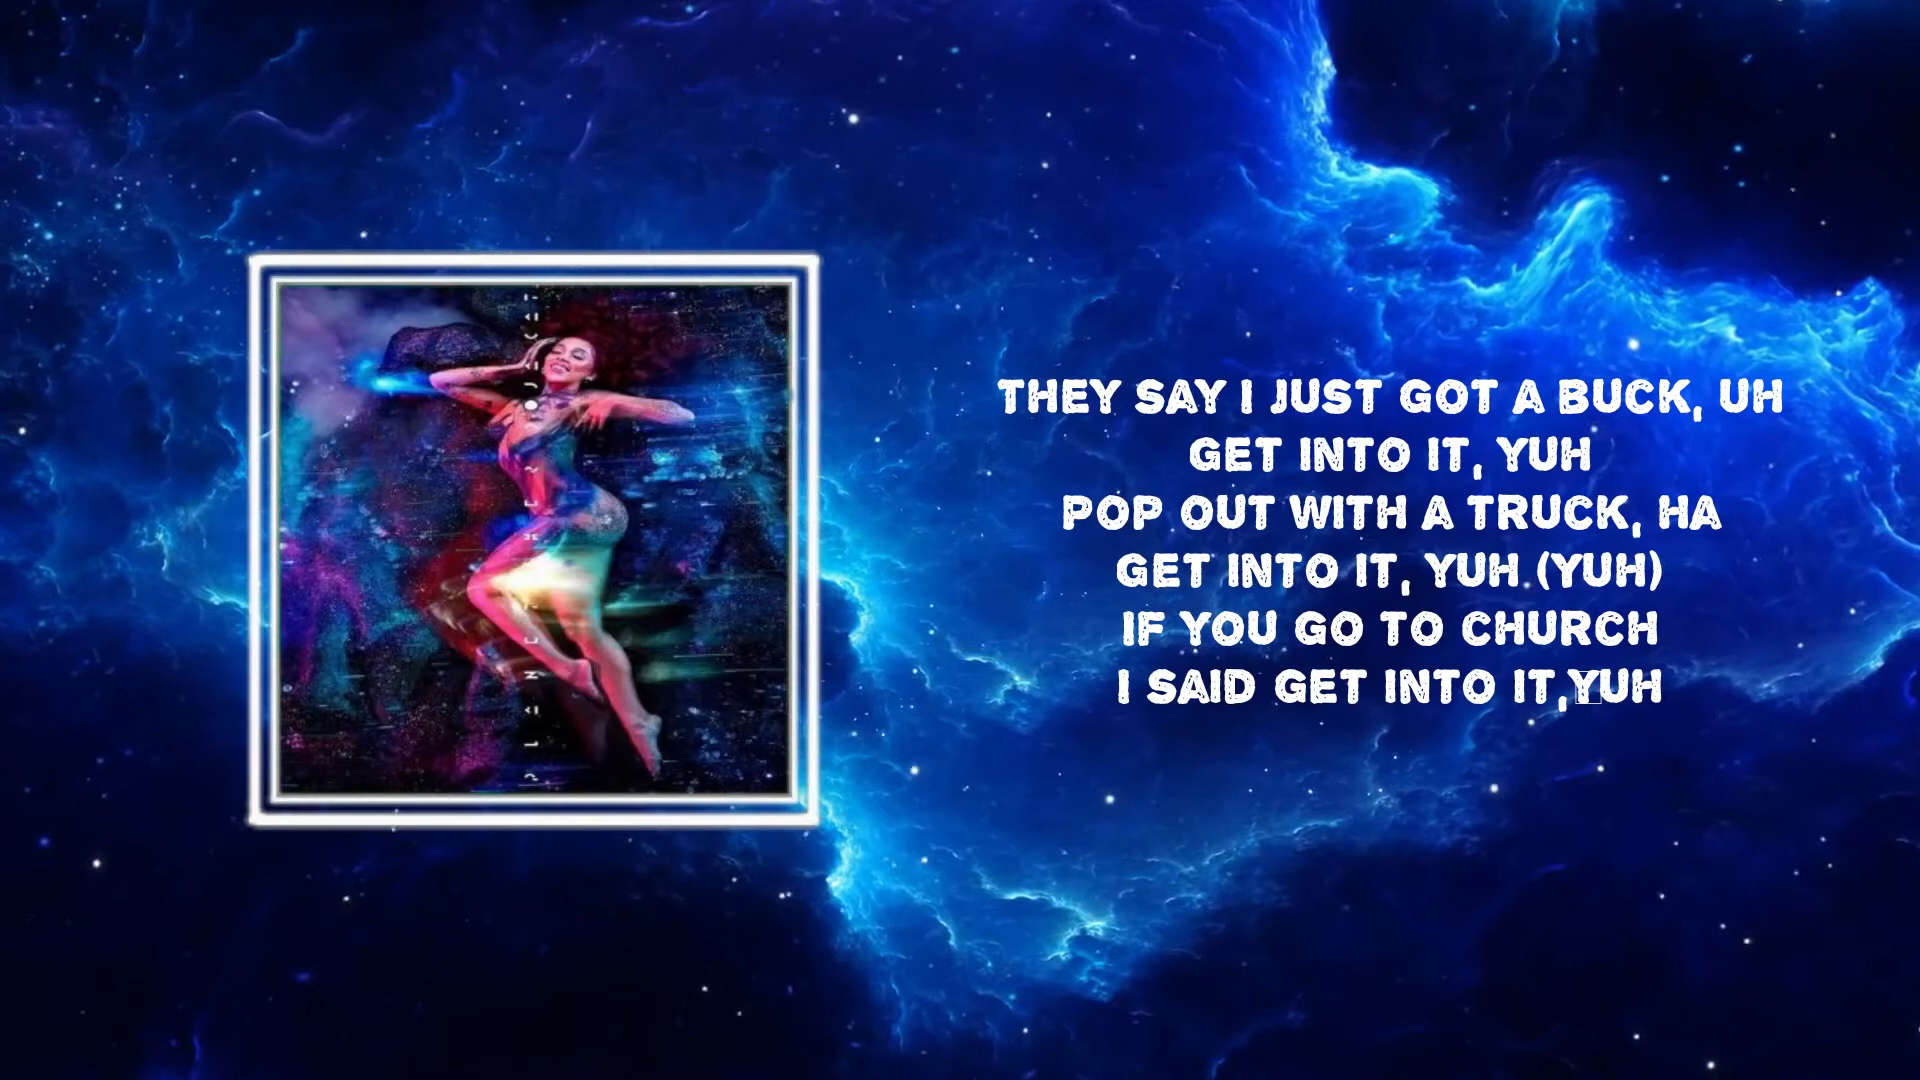 THEY SAY I JUST GOT A BUCK, UH
GET INTO IT, YUH
POP OUT WITH A TRUCK, HA
GET INTO IT, YUH (YUH)
IF YOU GO TO CHURCH
I SAID GET INTO IT, YUH